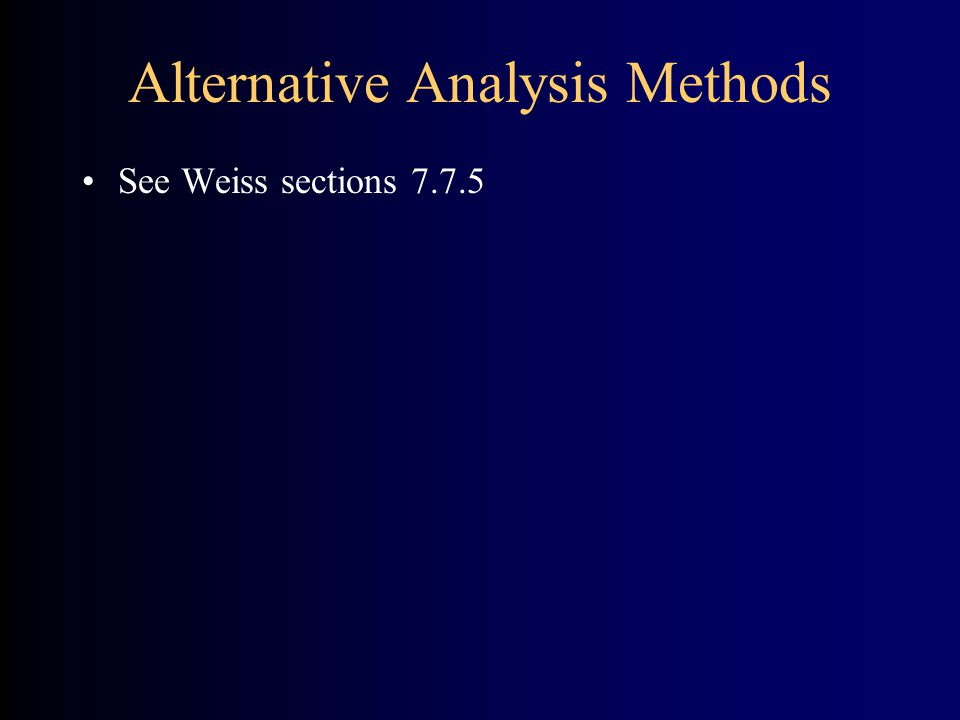 Alternative Analysis Methods
• See Weiss sections 7.7.5